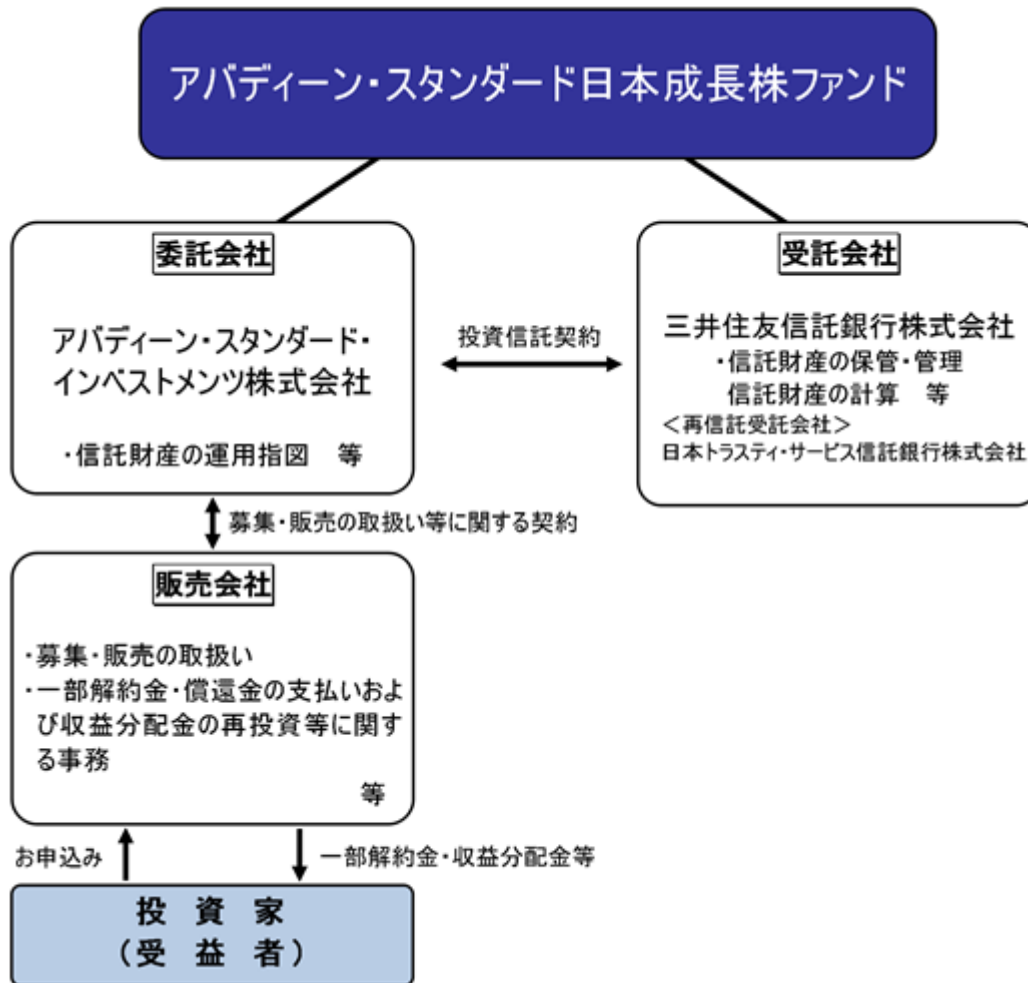 アバディーン・スタンダード日本成長株ファンド
委託会社
アバディーン・スタンダード・
インベストメンツ株式会社
・信託財産の運用指図　等
投資信託契約
受託会社
三井住友信託銀行株式会社
・信託財産の保管・管理
信託財産の計算　等
＜再信託受託会社＞
日本トラスティ・サービス信託銀行株式会社
募集・販売の取扱い等に関する契約
販売会社
・募集・販売の取扱い
・一部解約金・償還金の支払いおよ
び収益分配金の再投資等に関す
る事務
等
お申込み
一部解約金・収益分配金等
投　資　家
（受　益　者）